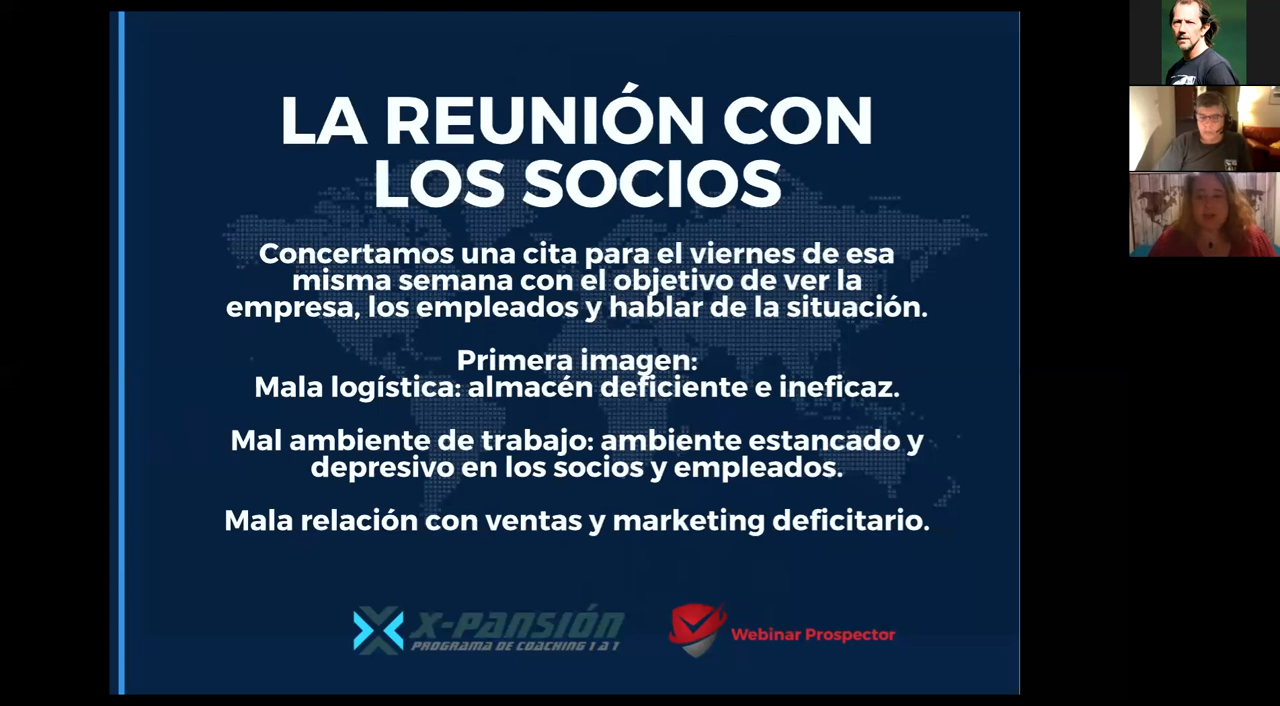 LA REUNIÓN CON
LOS SOCIOS
Concertamos una cita para el viernes de esa
misma semana con el objetivo de ver la
empresa, los empleados y hablar de la situación.
Primera imagen:
Mala logística: almacén deficiente e ineficaz.
Mal ambiente de trabajo: ambiente estancado y
depresivo en los socios y empleados.
Mala relación con ventas y marketing deficitario.
X-PANSIÓN
PROGRAMA DE COACHING 1 A 1
Webinar Prospector